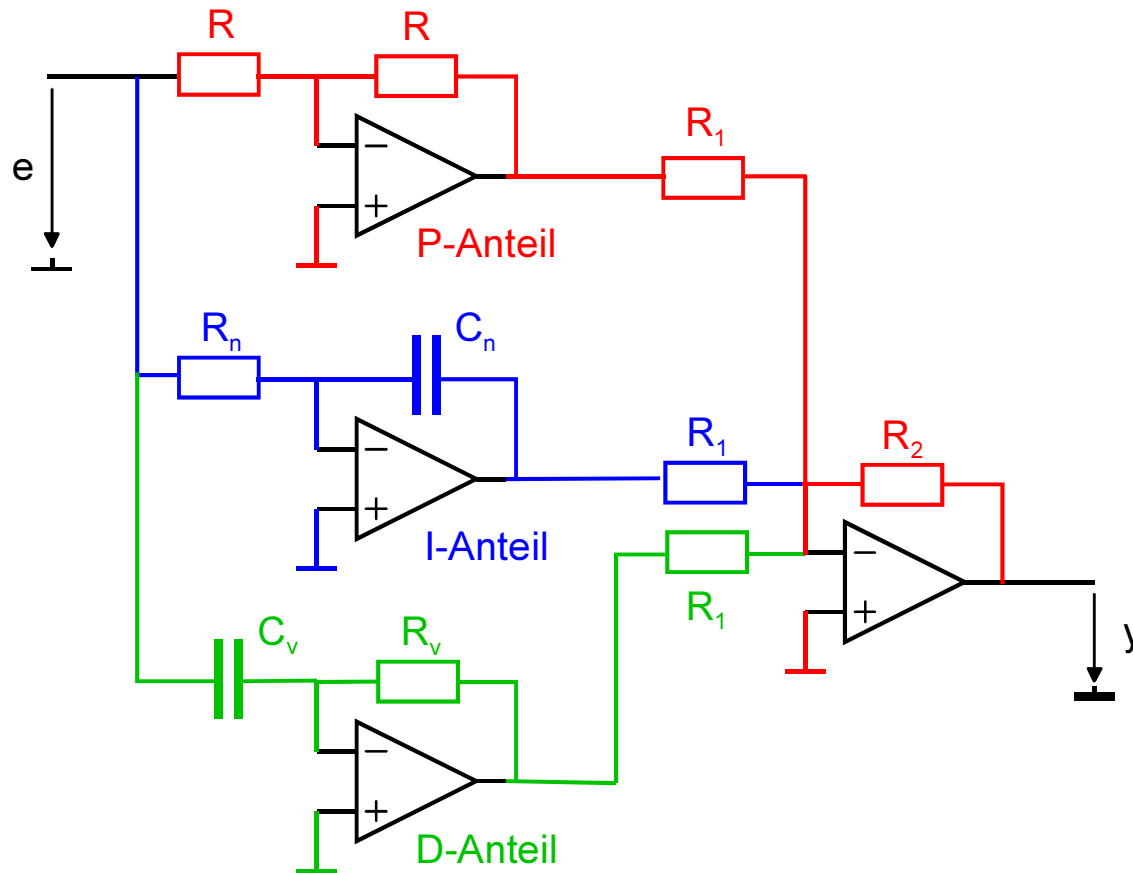 R
R
R₁
e
−
+
P-Anteil
Rₙ
Cₙ
R₁
R₂
−
+
I-Anteil
−
+
R₁
Cᵥ
Rᵥ
y
−
+
D-Anteil